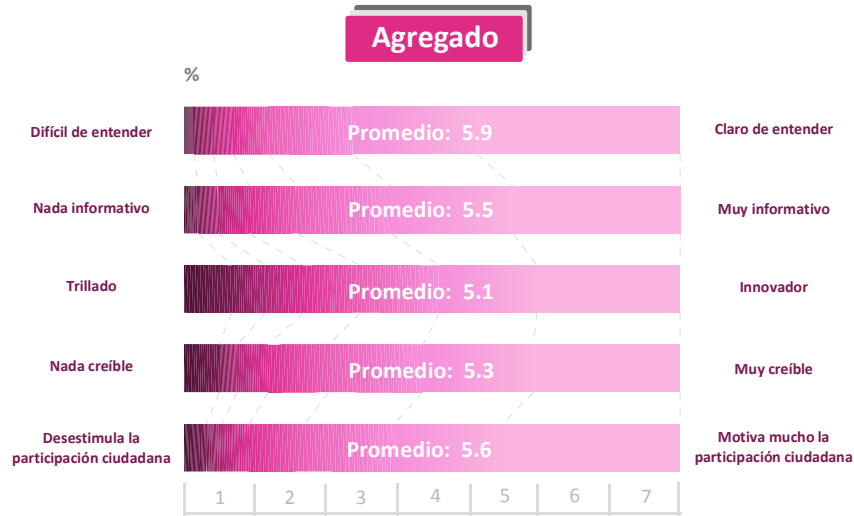 Agregado
%
Difícil de entender
Promedio: 5.9
Claro de entender
Nada informativo
Promedio: 5.5
Muy informativo
Trillado
Promedio: 5.1
Innovador
Nada creíble
Promedio: 5.3
Muy creíble
Desestimula la
participación ciudadana
Promedio: 5.6
Motiva mucho la
participación ciudadana
1 2 3 4 5 6 7